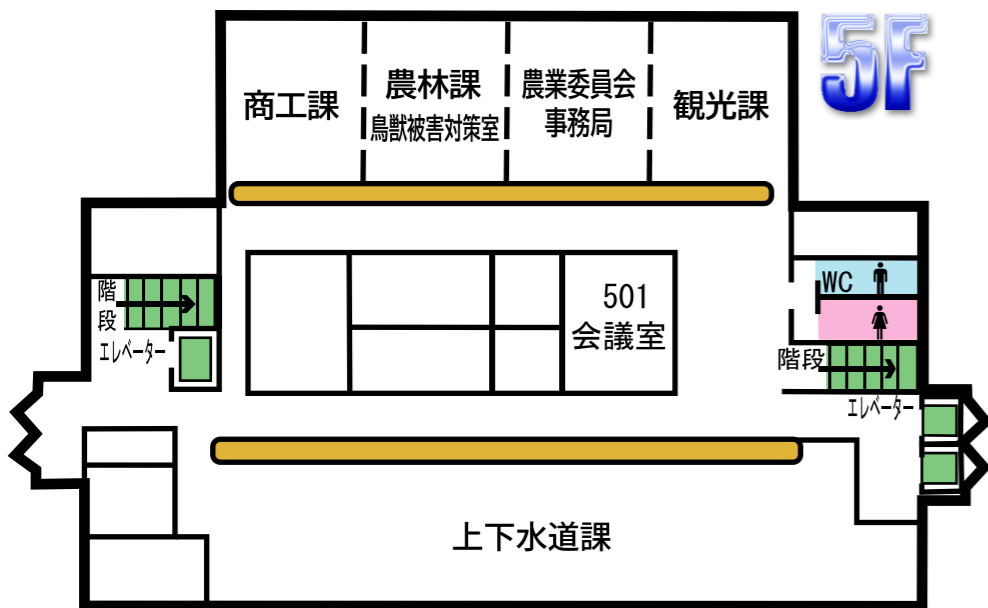 5F
商工課
農林課
鳥獣被害対策室
農業委員会
事務局
観光課
階
段
エレベーター
501
会議室
WC
階段
エレベーター
上下水道課